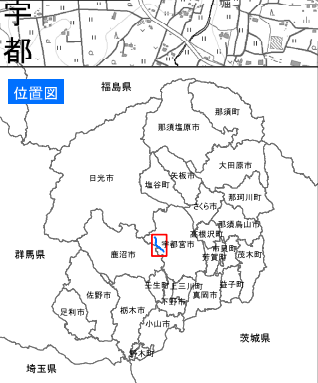 宇都
位置図
福島県
那須町
那須塩原市
大田原市
日光市
矢板市
塩谷町
那珂川町
さくら市
那須烏山市
高根沢町
宇都宮市
市貝町
茂木町
芳賀町
群馬県
鹿沼市
壬生町
上三川町
益子町
真岡市
下野市
佐野市
栃木市
足利市
小山市
茨城県
野木町
埼玉県